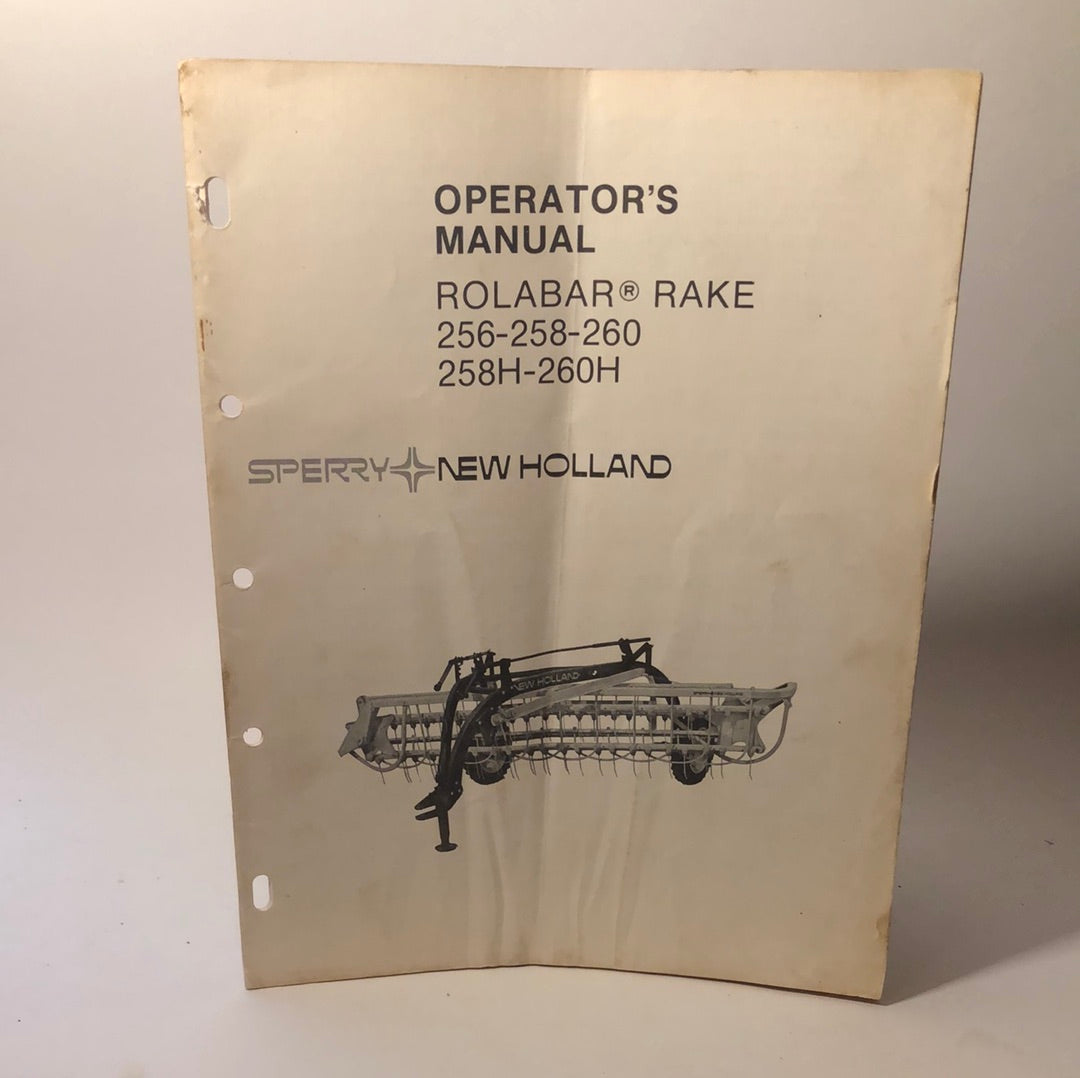 OPERATOR'S
MANUAL
ROLABAR® RAKE
256-258-260
258H-260H
SPERRY NEW HOLLAND
NEW HOLLAND